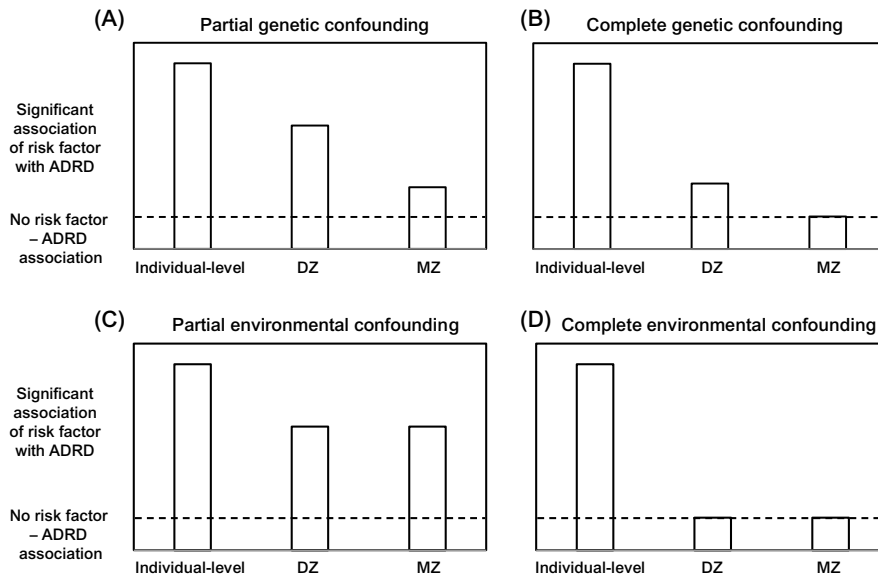 (A)
Partial genetic confounding
(B)
Complete genetic confounding
Significant
association
of risk factor
with ADRD
No risk factor
– ADRD
association
Individual-level
DZ
MZ
Individual-level
DZ
MZ
(C)
Partial environmental confounding
(D)
Complete environmental confounding
Significant
association
of risk factor
with ADRD
No risk factor
– ADRD
association
Individual-level
DZ
MZ
Individual-level
DZ
MZ